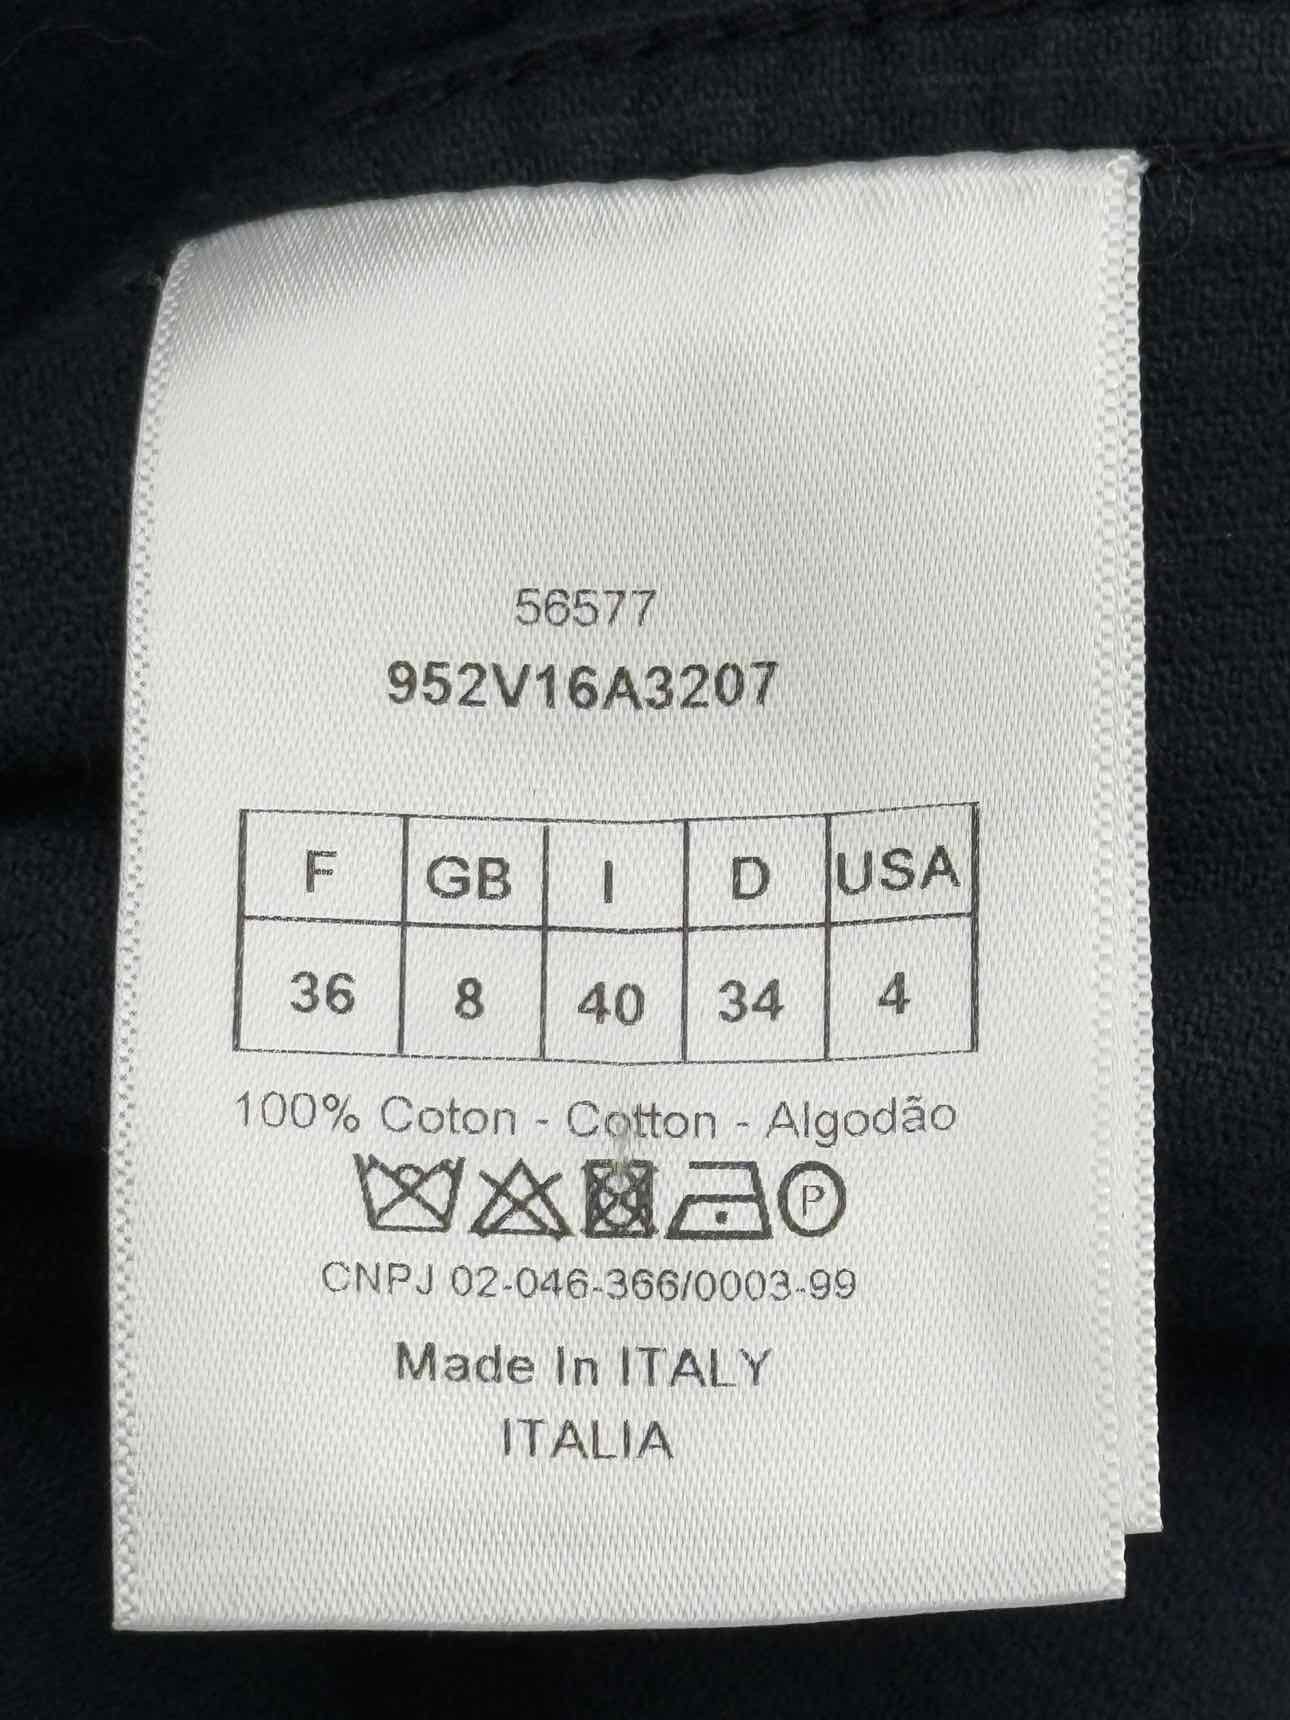 56577
952V16A3207
F GB I D USA
36 8 40 34 4
100% Coton - Cotton - Algodão
P
CNPJ 02-046-366/0003-99
Made In ITALY
ITALIA